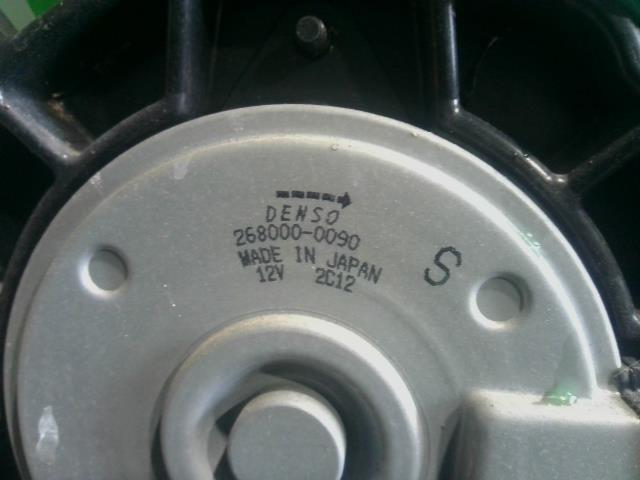 DENSO
268000-0090
MADE IN JAPAN
12V 2C12
S